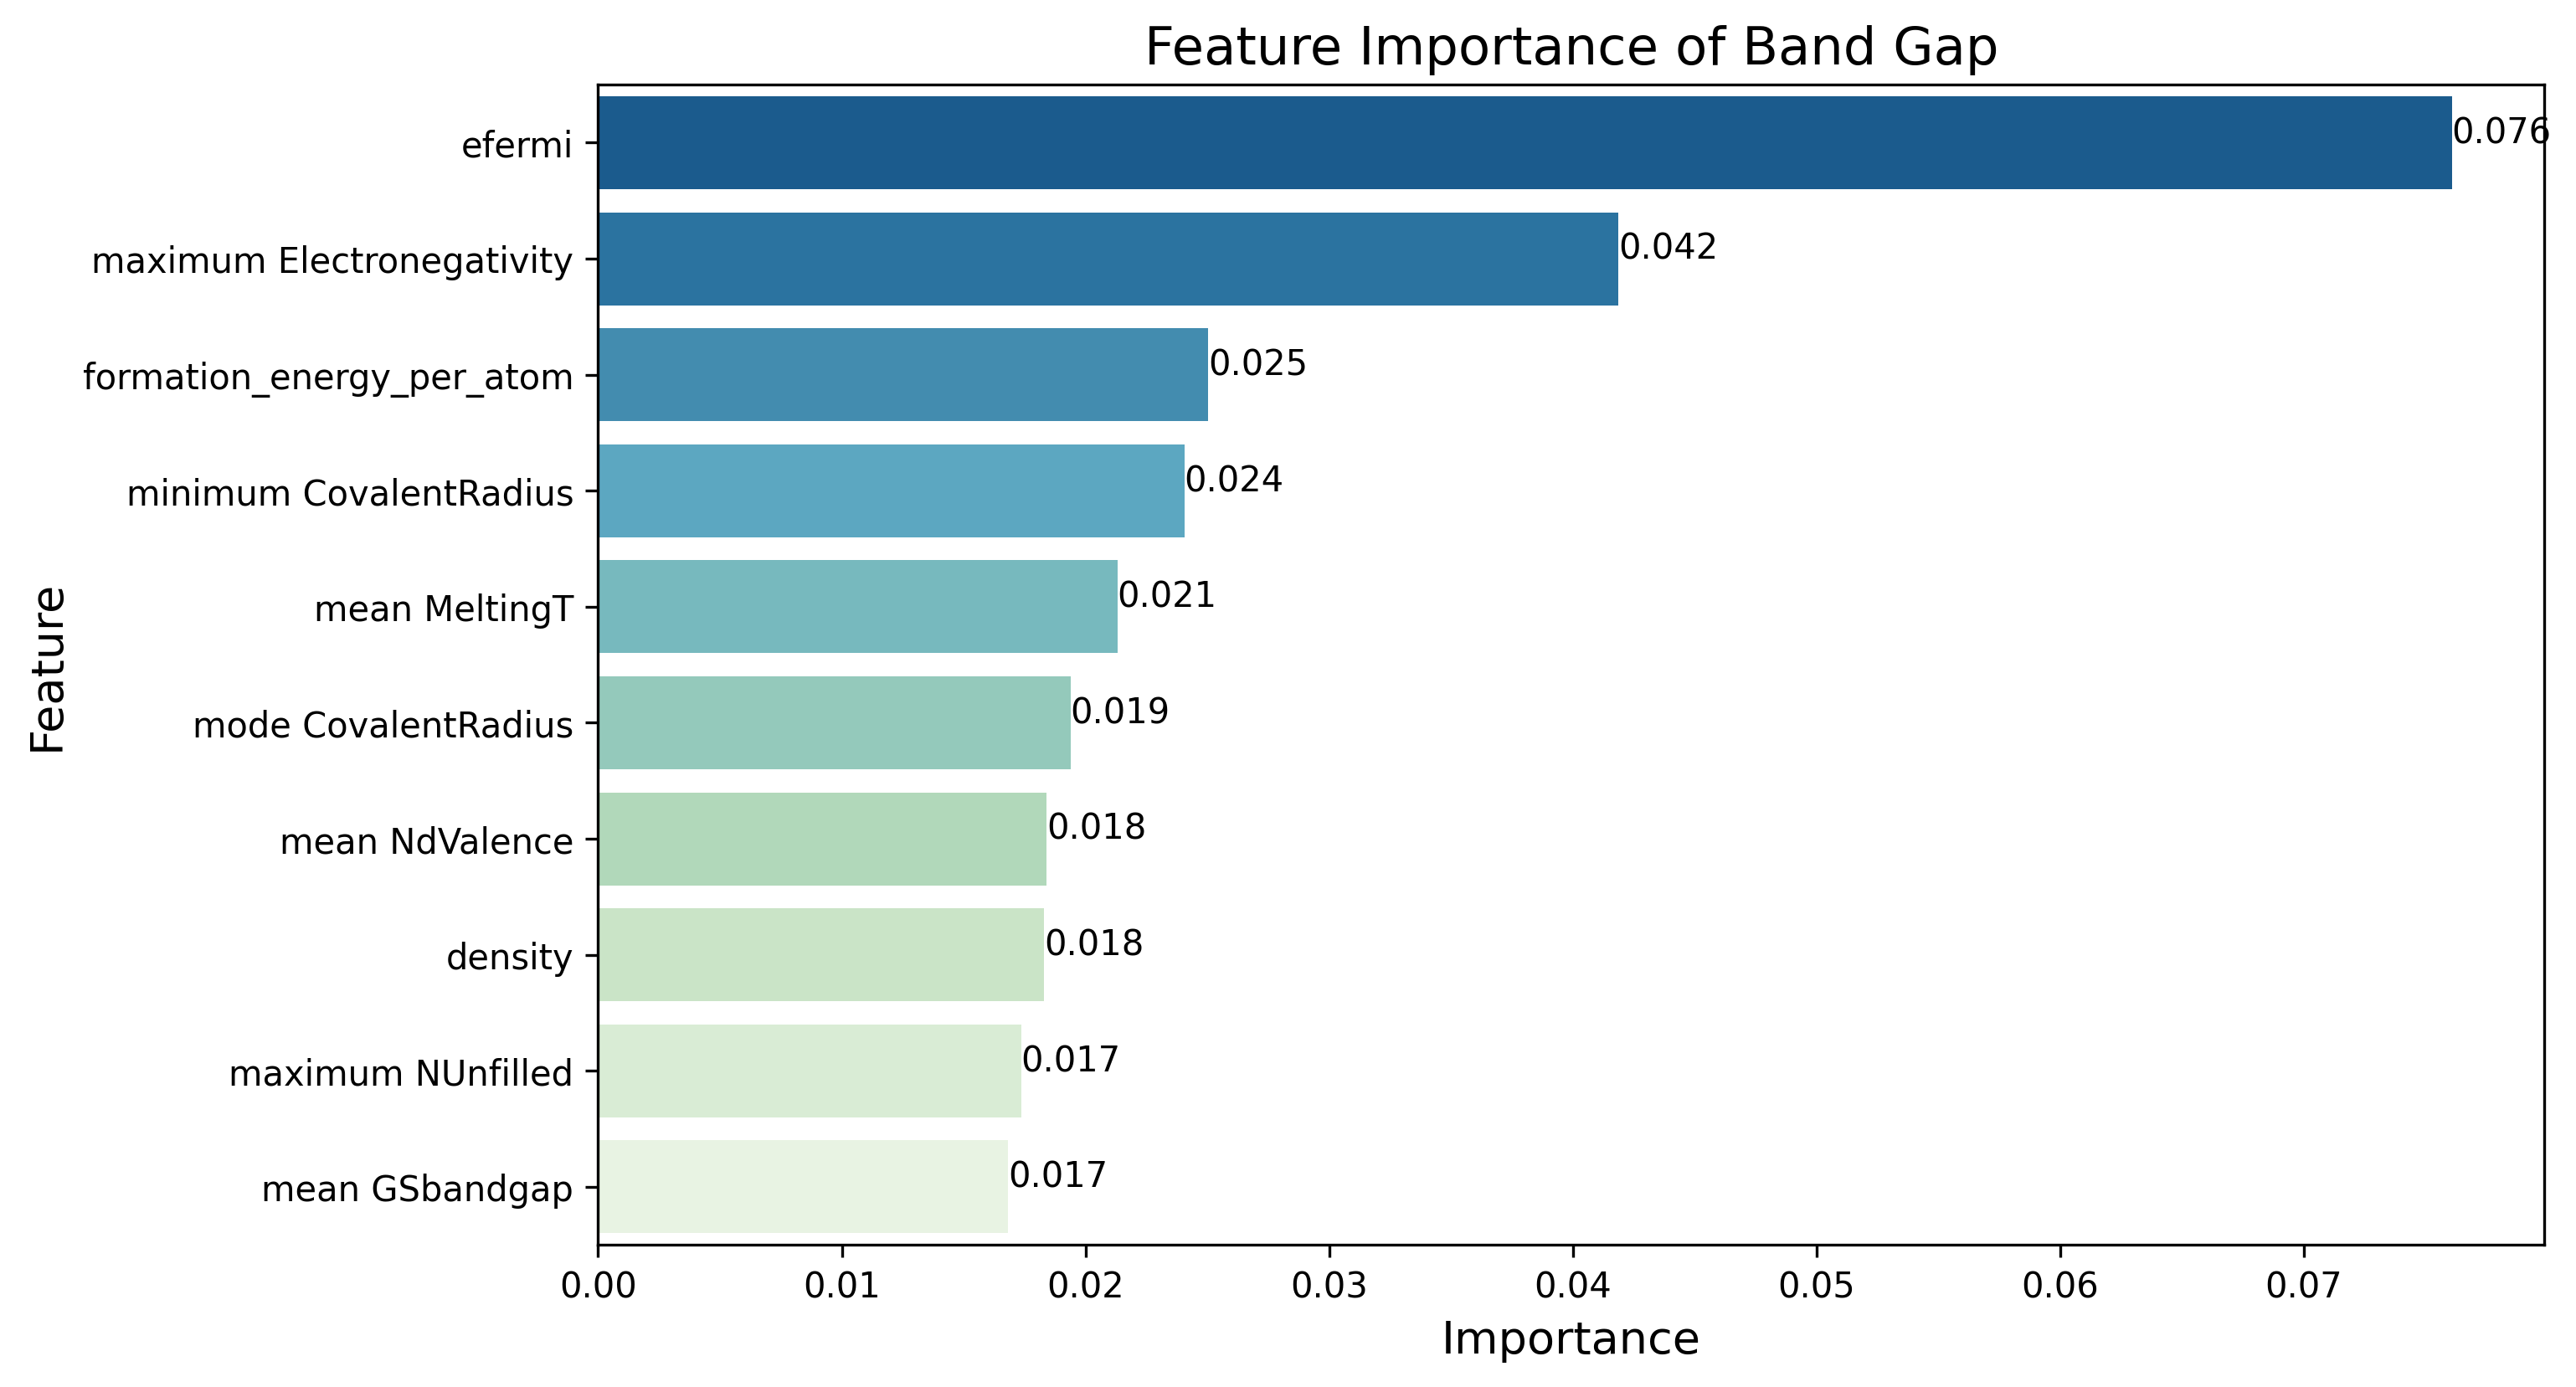 Feature Importance of Band Gap
efermi
0.076
maximum Electronegativity
0.042
formation_energy_per_atom
0.025
minimum CovalentRadius
0.024
mean MeltingT
0.021
mode CovalentRadius
0.019
mean NdValence
0.018
density
0.018
maximum NUnfilled
0.017
mean GSbandgap
0.017
Feature
0.00 0.01 0.02 0.03 0.04 0.05 0.06 0.07
Importance